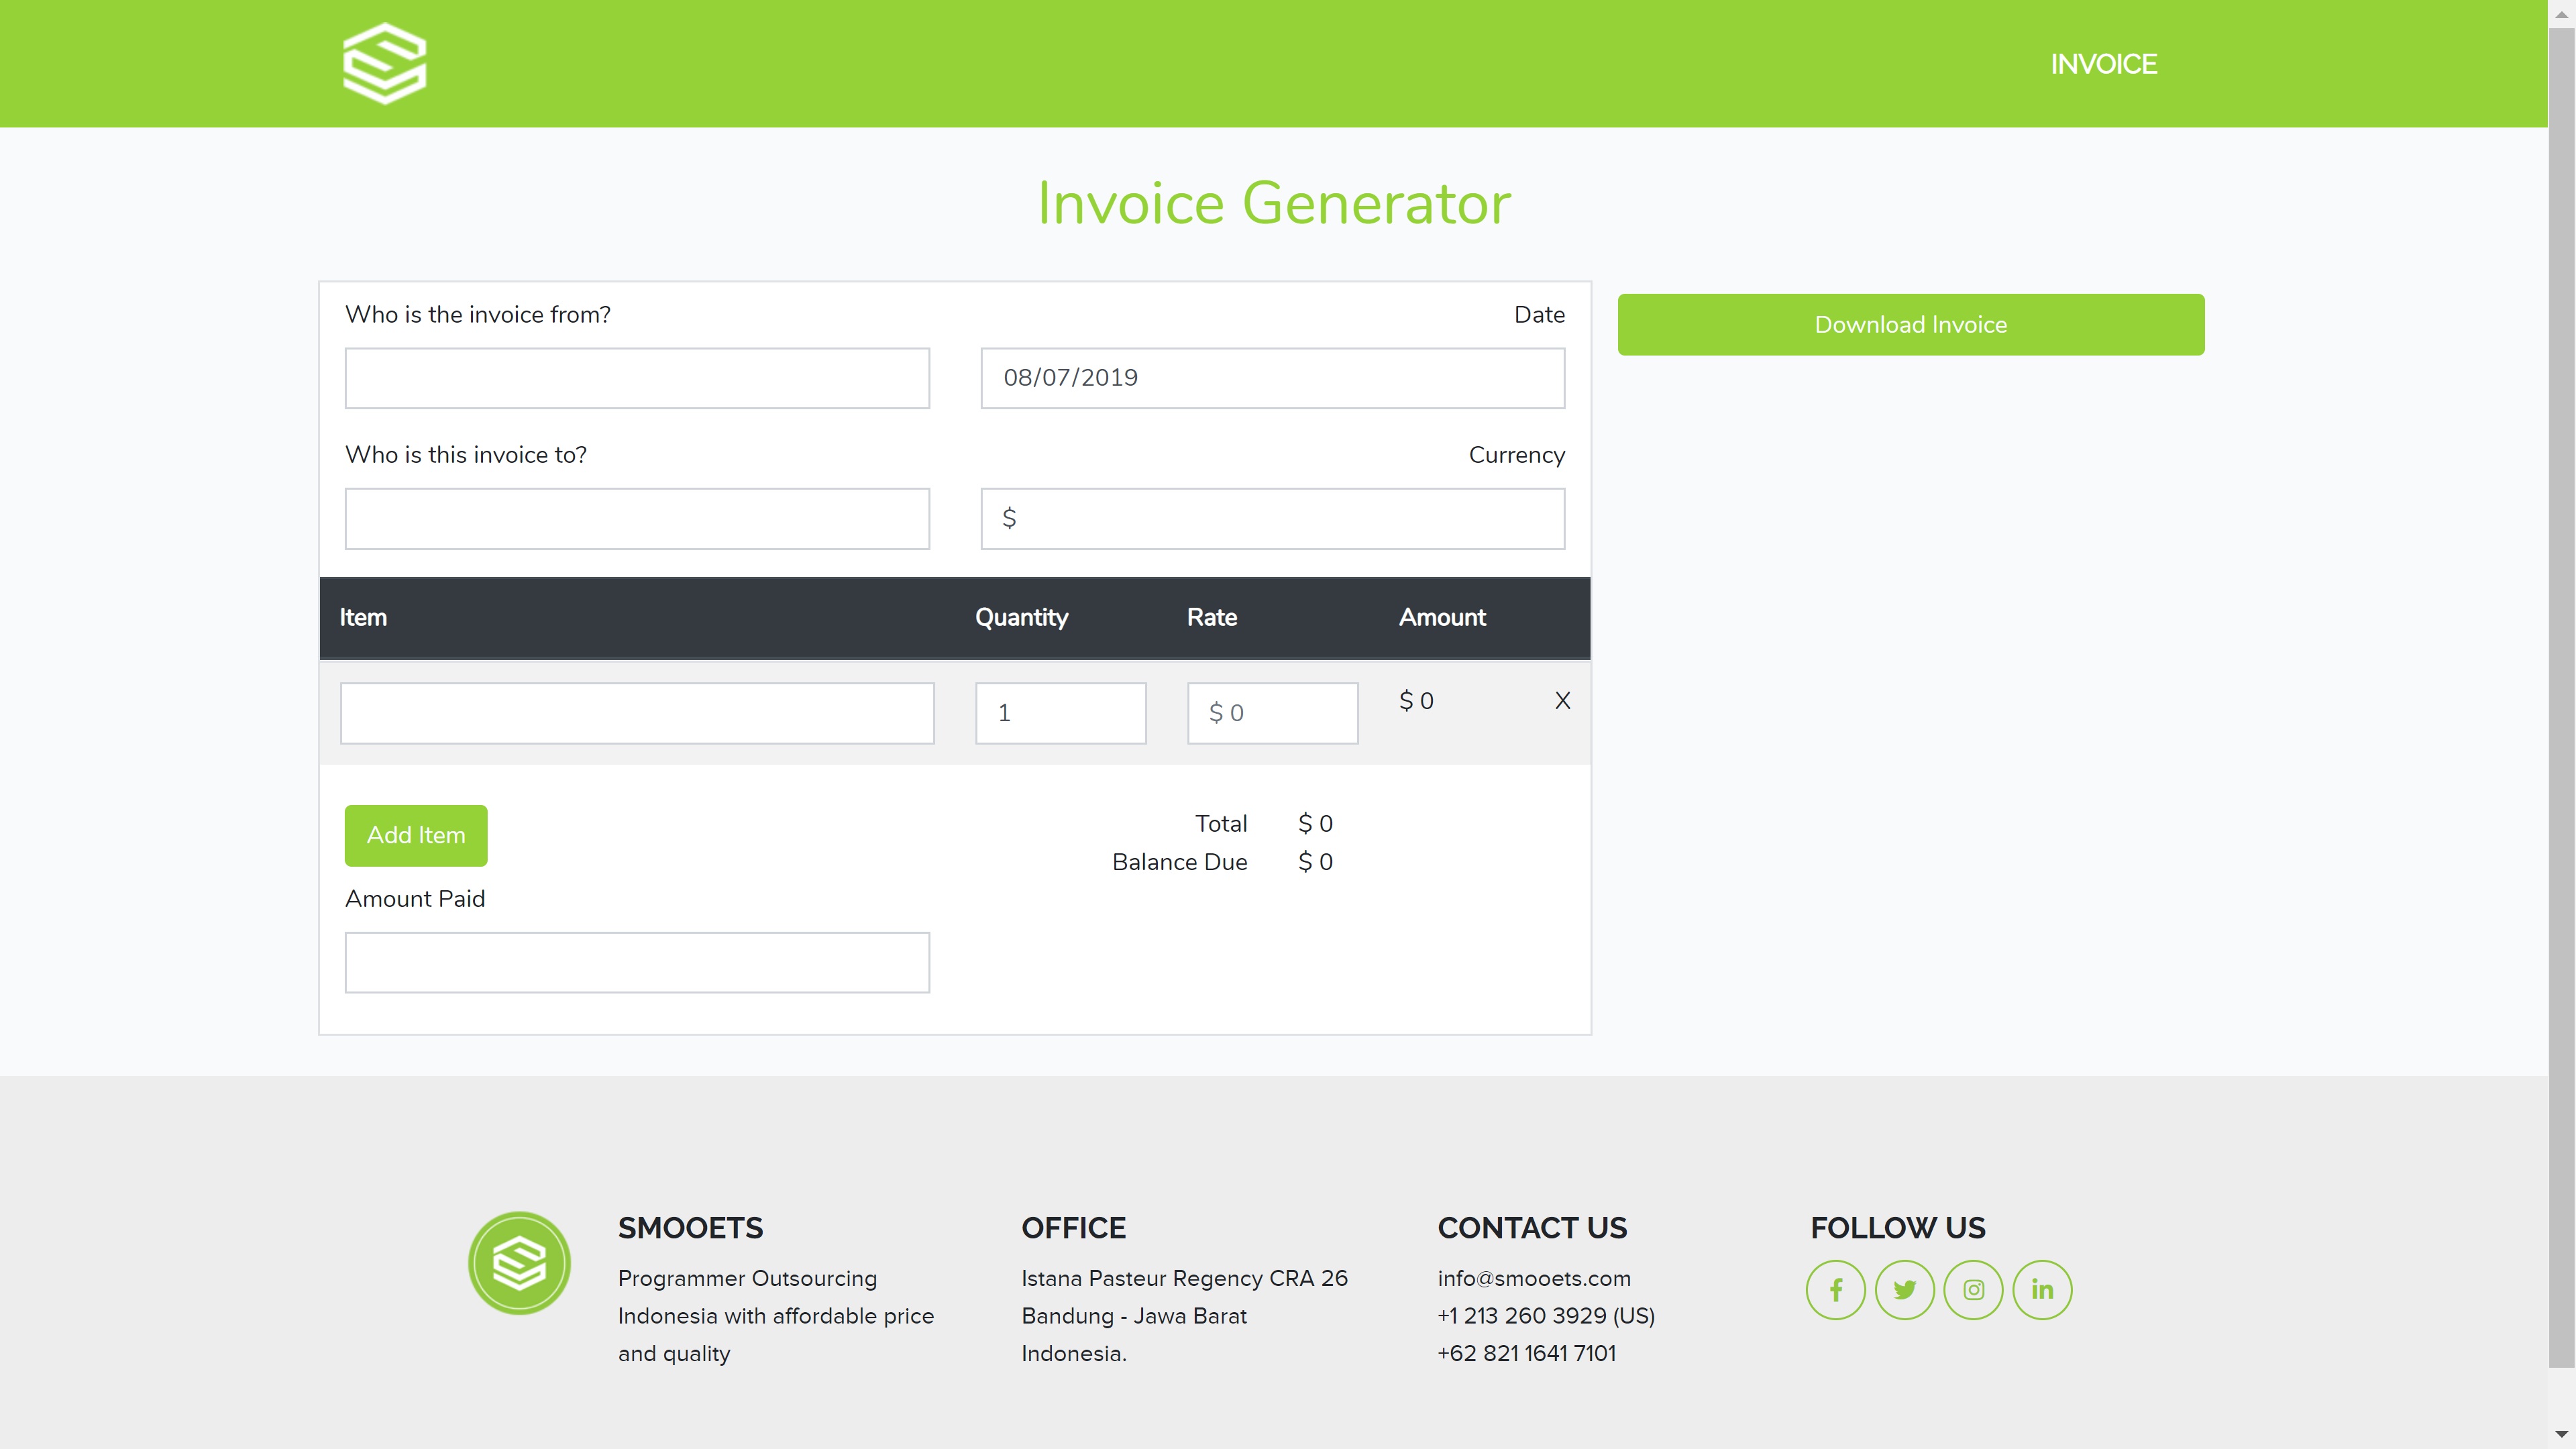 INVOICE
Invoice Generator
Who is the invoice from?
Date
08/07/2019
Download Invoice
Who is this invoice to?
Currency
$
Item Quantity Rate Amount
1 $ 0 $ 0 X
Add Item
Total $ 0
Balance Due $ 0
Amount Paid
SMOOETS
Programmer Outsourcing
Indonesia with affordable price
and quality
OFFICE
Istana Pasteur Regency CRA 26
Bandung - Jawa Barat
Indonesia.
CONTACT US
info@smooets.com
+1 213 260 3929 (US)
+62 821 1641 7101
FOLLOW US